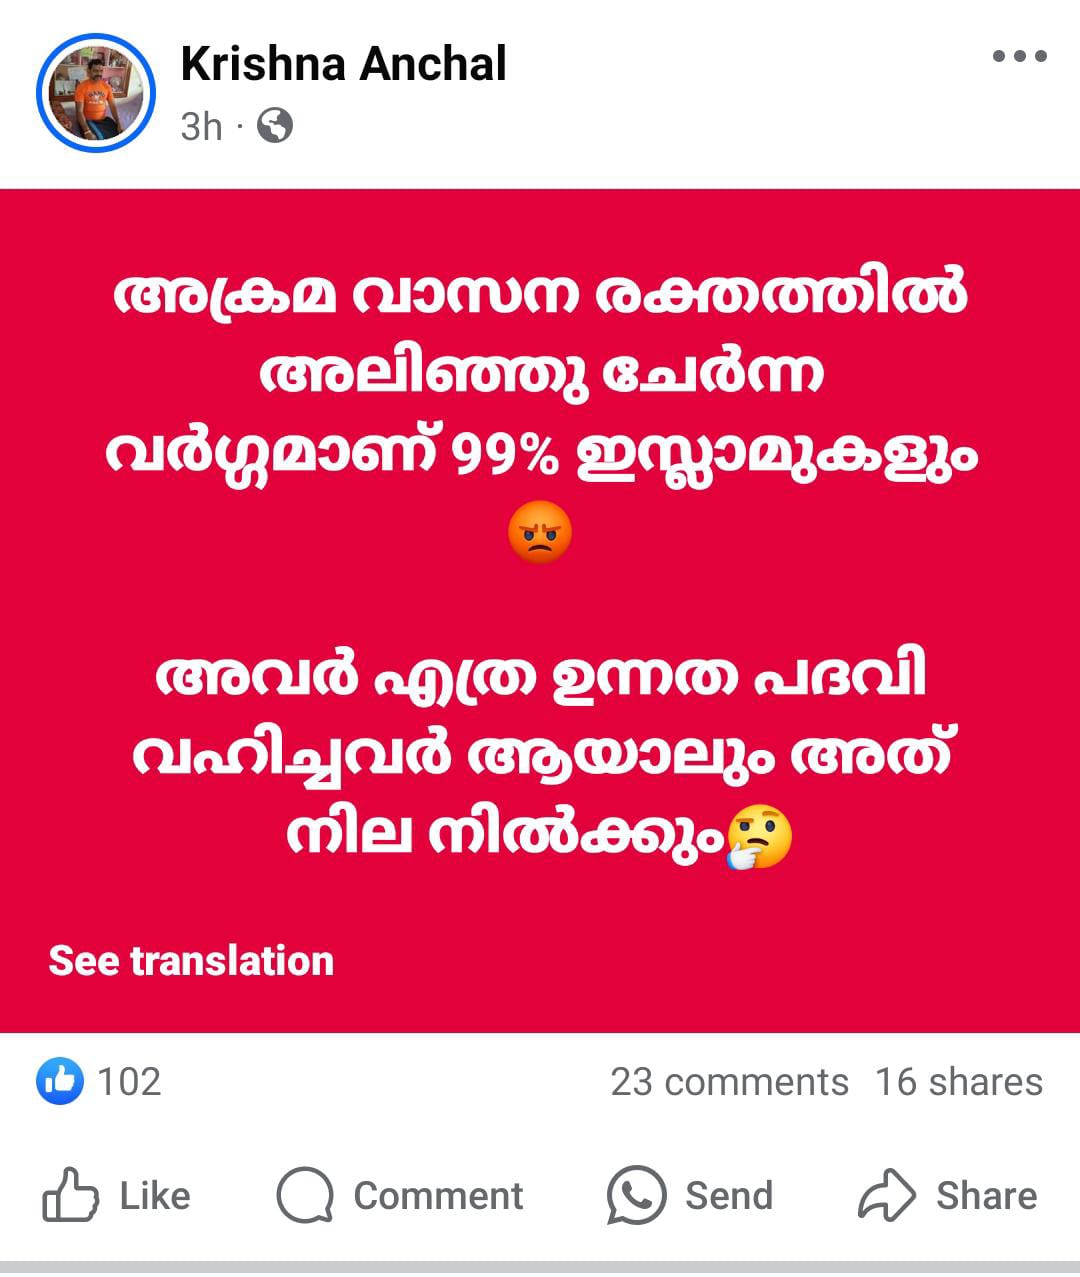 Krishna Anchal
3h ·
അക്രമ വാസന രക്തത്തിൽ
അലിഞ്ഞു ചേർന്ന
വർഗ്ഗമാണ് 99% ഇസ്ലാമുകളും
😡
അവർ എത്ര ഉന്നത പദവി
വഹിച്ചവർ ആയാലും അത്
നില നിൽക്കും🤔
See translation
102 23 comments 16 shares
Like Comment Send Share